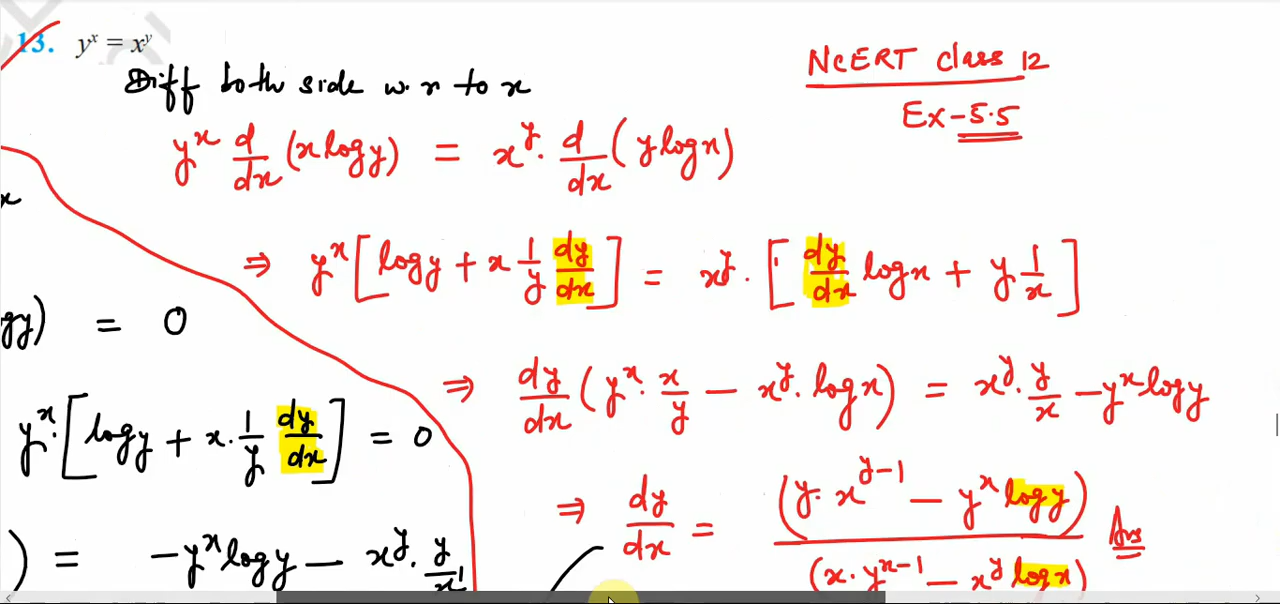 13. y^x = x^y
NCERT class 12
Diff both side w.r to x
Ex-5.5
y^x d/dx (x log y) = x^y · d/dx (y log x)
x
⇒ y^x [log y + x 1/y dy/dx] = x^y · [dy/dx log x + y 1/x]
gy) = 0
⇒ dy/dx (y^x · x/y − x^y · log x) = x^y · y/x − y^x log y
y^x · [log y + x · 1/y dy/dx] = 0
⇒ dy/dx = (y · x^(y−1) − y^x log y) / (x · y^(x−1) − x^y log x) Ans
) = −y^x log y − x^y · y/x